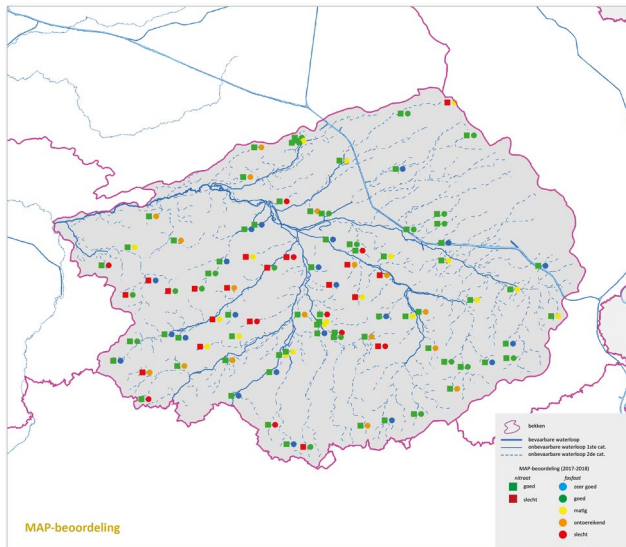 bekken
bevaarbare waterloop
onbevaarbare waterloop 1ste cat.
onbevaarbare waterloop 2de cat.
MAP-beoordeling (2017-2018)
nitraat fosfaat
goed zeer goed
slecht goed
matig
ontoereikend
slecht
MAP-beoordeling